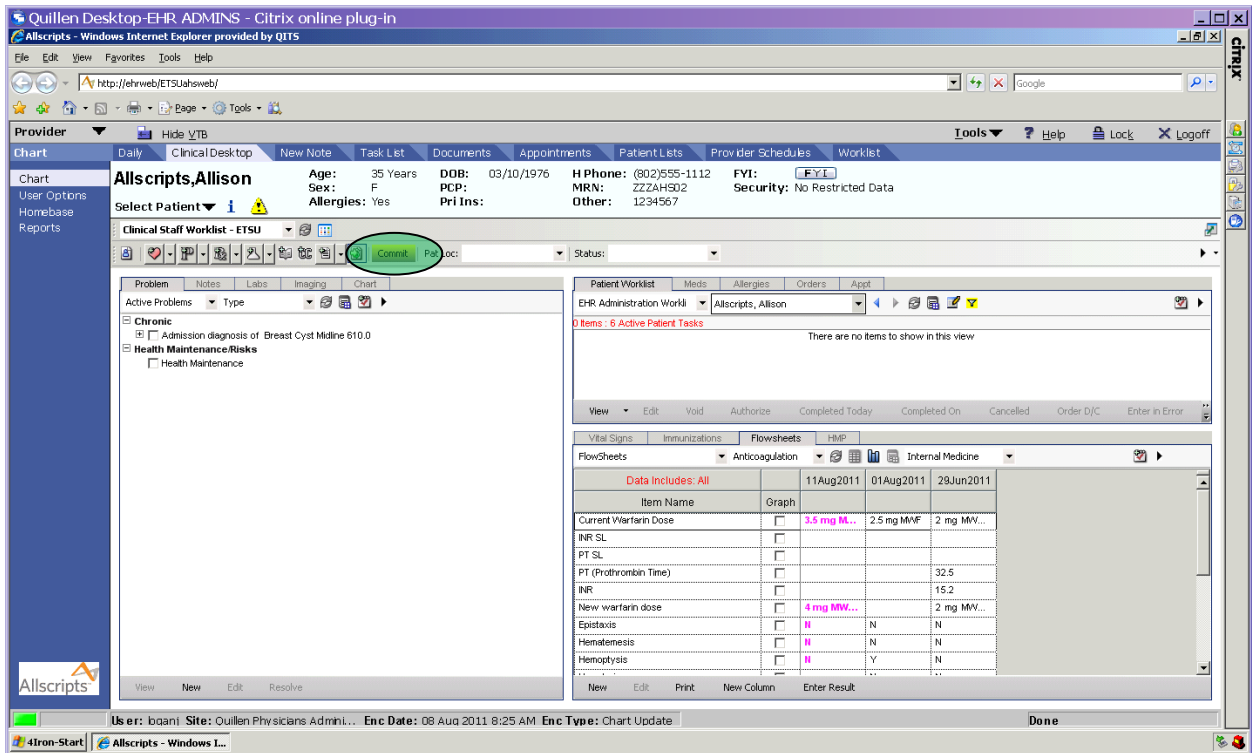 Quillen Desktop-EHR ADMINS - Citrix online plug-in
Allscripts - Windows Internet Explorer provided by QITS
File Edit View Favorites Tools Help
http://ehrweb/ETSUahsweb/
Google
Page Tools
CITRIX
Provider Hide VTB Tools Help Lock Logoff
Chart Daily Clinical Desktop New Note Task List Documents Appointments Patient Lists Provider Schedules Worklist
Chart
User Options
Homebase
Reports
Allscripts,Allison
Select Patient
Age: 35 Years DOB: 03/10/1976 H Phone: (802)555-1112 FYI: FYI
Sex: F PCP: MRN: ZZZAHS02 Security: No Restricted Data
Allergies: Yes Pri Ins: Other: 1234567
Clinical Staff Worklist - ETSU
Commit Pat Loc: Status:
Problem Notes Labs Imaging Chart
Active Problems Type
Chronic
Admission diagnosis of Breast Cyst Midline 610.0
Health Maintenance/Risks
Health Maintenance
View New Edit Resolve
Patient Worklist Meds Allergies Orders Appt
EHR Administration Workli Allscripts, Allison
0 Items : 6 Active Patient Tasks
There are no items to show in this view
View Edit Void Authorize Completed Today Completed On Cancelled Order D/C Enter in Error
Vital Signs Immunizations Flowsheets HMP
FlowSheets Anticoagulation Internal Medicine
Data Includes: All 11Aug2011 01Aug2011 29Jun2011
Item Name Graph
Current Warfarin Dose 3.5 mg M... 2.5 mg MWF 2 mg MW...
INR SL
PT SL
PT (Prothrombin Time) 32.5
INR 15.2
New warfarin dose 4 mg MW... 2 mg MW...
Epistaxis N N N
Hematemesis N N N
Hemoptysis N Y N
New Edit Print New Column Enter Result
Allscripts
User: bganj Site: Quillen Physicians Admini... Enc Date: 08 Aug 2011 8:25 AM Enc Type: Chart Update Done
4Iron-Start Allscripts - Windows I...